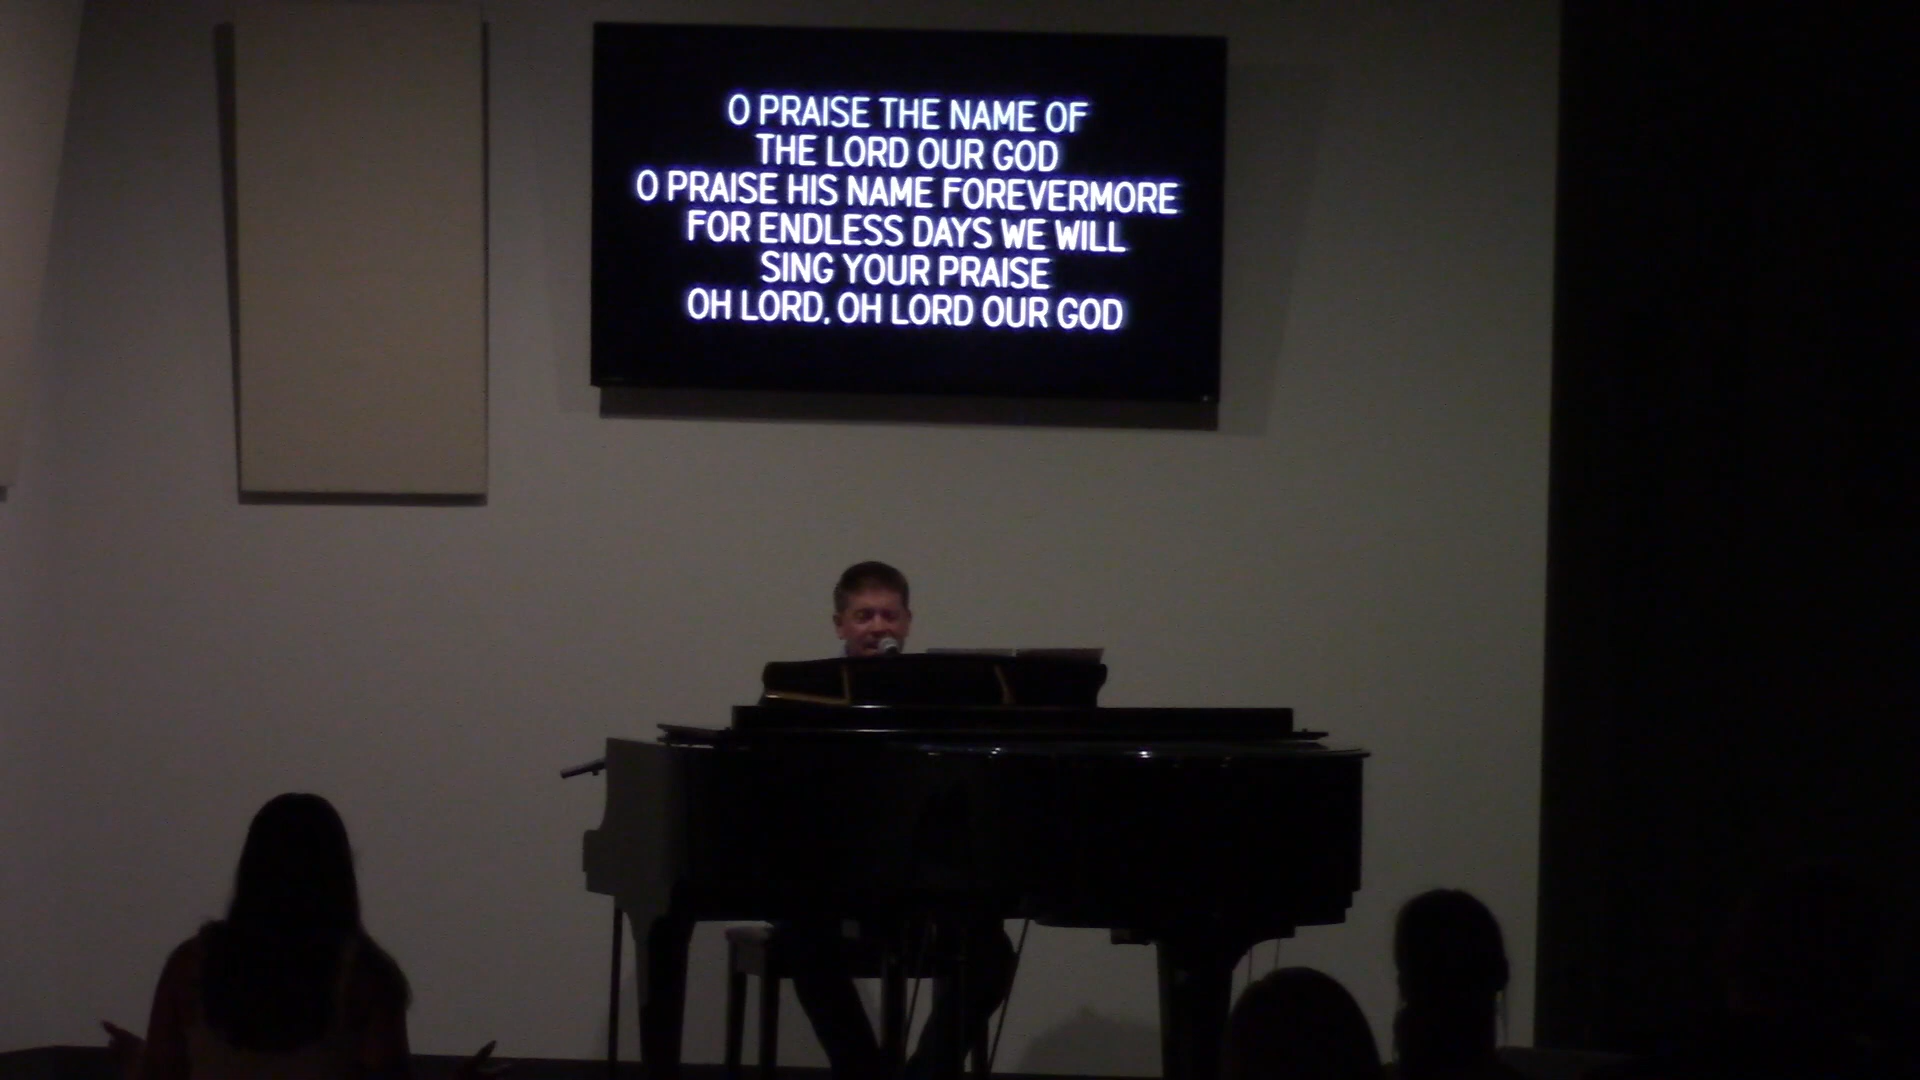 O PRAISE THE NAME OF
THE LORD OUR GOD
O PRAISE HIS NAME FOREVERMORE
FOR ENDLESS DAYS WE WILL
SING YOUR PRAISE
OH LORD, OH LORD OUR GOD